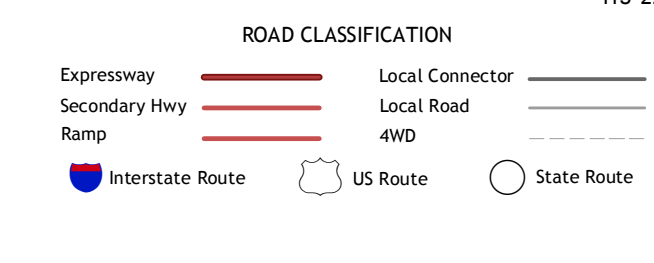 ROAD CLASSIFICATION
Expressway
Local Connector
Secondary Hwy
Local Road
Ramp
4WD
Interstate Route
US Route
State Route